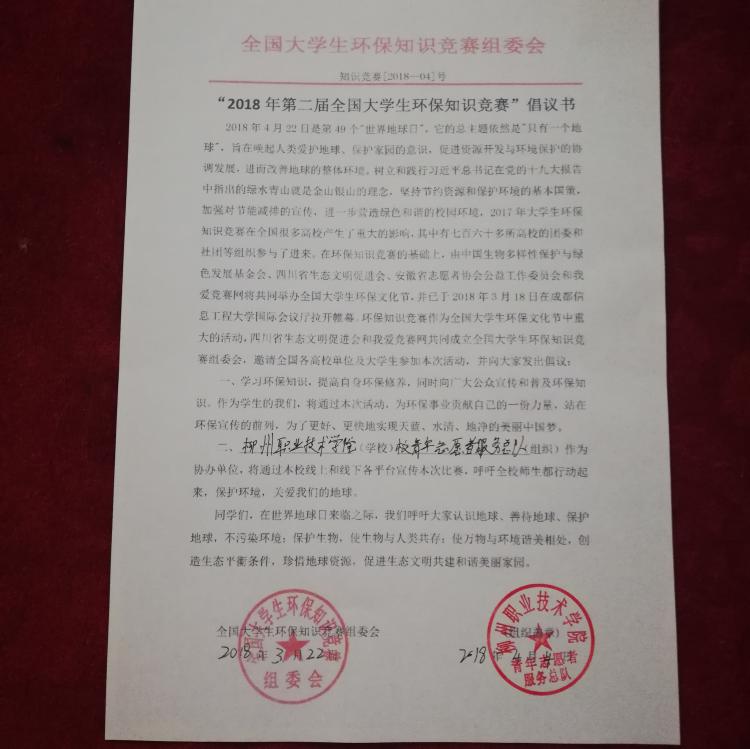 全国大学生环保知识竞赛组委会
知识竞赛[2018—04]号
“2018 年第二届全国大学生环保知识竞赛”倡议书
2018 年 4 月 22 日是第 49 个"世界地球日"，它的总主题依然是"只有一个地
球"，旨在唤起人类爱护地球、保护家园的意识，促进资源开发与环境保护的协
调发展，进而改善地球的整体环境。树立和践行习近平总书记在党的十九大报告
中指出的绿水青山就是金山银山的理念，坚持节约资源和保护环境的基本国策，
加强对节能减排的宣传，进一步营造绿色和谐的校园环境，2017 年大学生环保
知识竞赛在全国很多高校产生了重大的影响，其中有七百六十多所高校的团委和
社团等组织参与了进来。在环保知识竞赛的基础上，由中国生物多样性保护与绿
色发展基金会、四川省生态文明促进会、安徽省志愿者协会公益工作委员会和我
爱竞赛网将共同举办全国大学生环保文化节，并已于 2018 年 3 月 18 日在成都信
息工程大学国际会议厅拉开帷幕。环保知识竞赛作为全国大学生环保文化节中重
大的活动，四川省生态文明促进会和我爱竞赛网共同成立全国大学生环保知识竞
赛组委会，邀请全国各高校单位及大学生参加本次活动，并向大家发出倡议：
一、学习环保知识，提高自身环保修养，同时向广大公众宣传和普及环保知
识。作为学生的我们，将通过本次活动，为环保事业贡献自己的一份力量，站在
环保宣传的前列，为了更好、更快地实现天蓝、水清、地净的美丽中国梦。
二、柳州职业技术学院（学校）校青年志愿者服务总队（组织）作为
协办单位，将通过本校线上和线下各平台宣传本次比赛，呼吁全校师生都行动起
来，保护环境，关爱我们的地球。
同学们，在世界地球日来临之际，我们呼吁大家认识地球、善待地球、保护
地球，不污染环境；保护生物，使生物与人类共存；使万物与环境谐美相处，创
造生态平衡条件，珍惜地球资源，促进生态文明共建和谐美丽家园。
全国大学生环保知识竞赛组委会
2018 年 3 月 22 日
全国大学生环保知识竞赛
组委会
（组织盖章）
2018 年 4 月
柳州职业技术学院
青年志愿者
服务总队